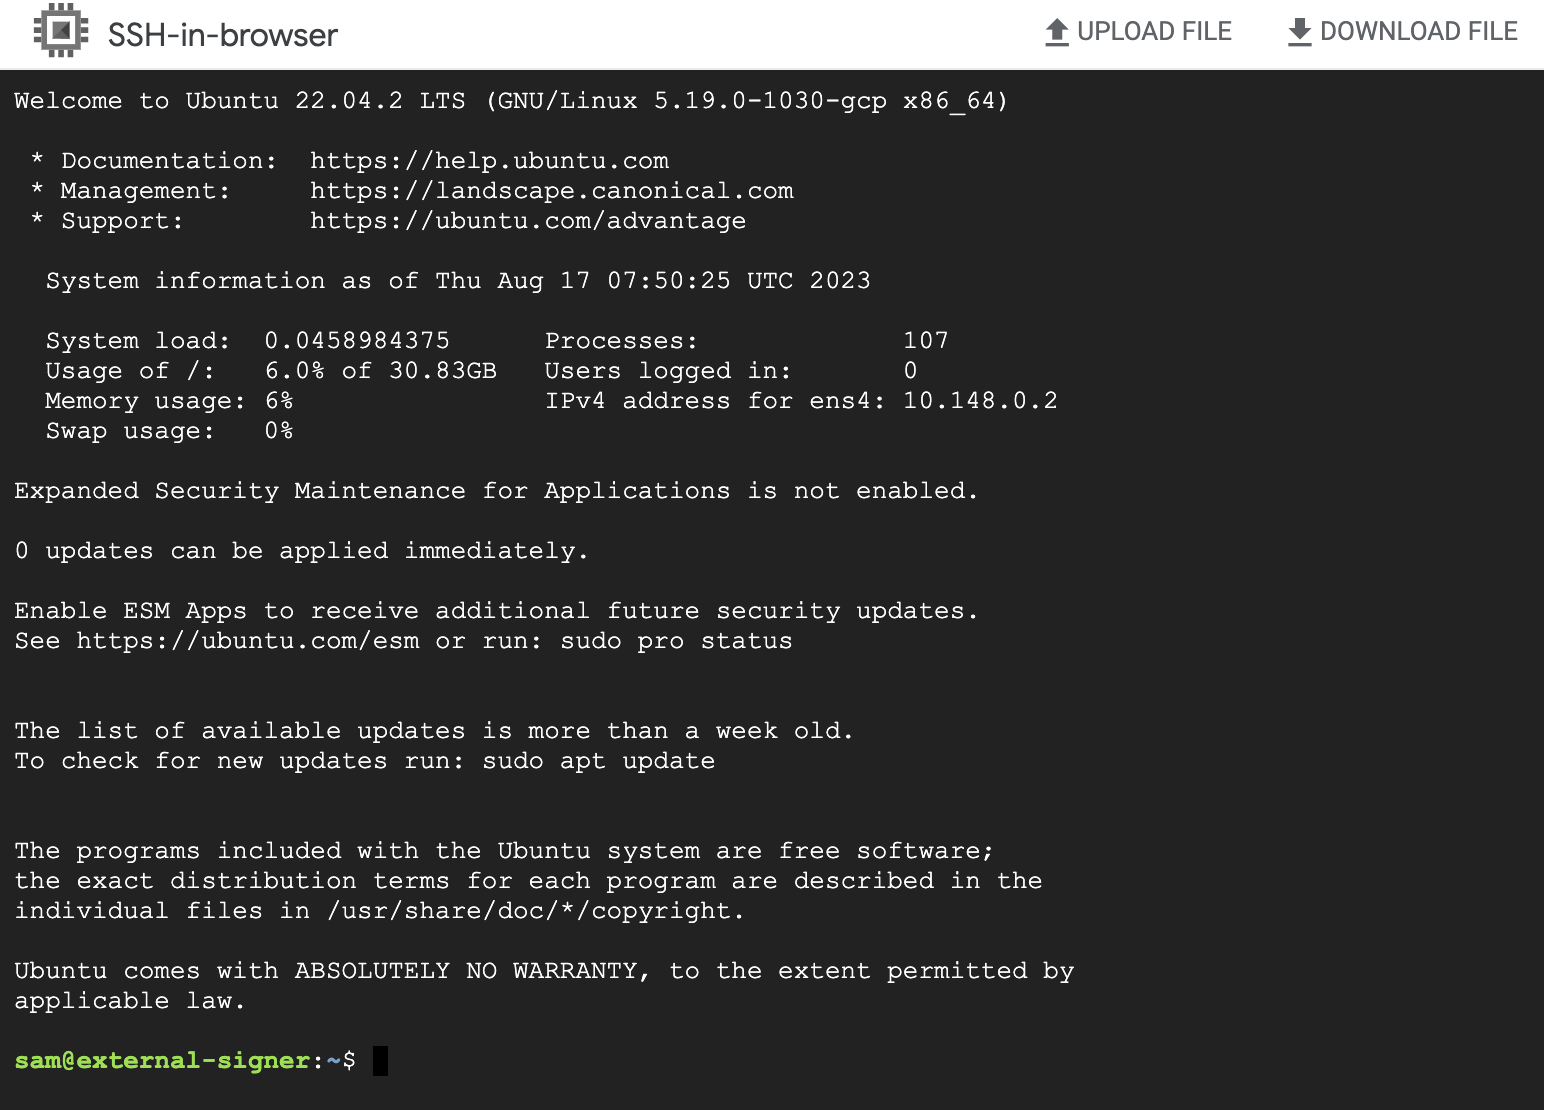 SSH-in-browser UPLOAD FILE DOWNLOAD FILE
Welcome to Ubuntu 22.04.2 LTS (GNU/Linux 5.19.0-1030-gcp x86_64)
* Documentation: https://help.ubuntu.com
* Management: https://landscape.canonical.com
* Support: https://ubuntu.com/advantage
System information as of Thu Aug 17 07:50:25 UTC 2023
System load: 0.0458984375 Processes: 107
Usage of /: 6.0% of 30.83GB Users logged in: 0
Memory usage: 6% IPv4 address for ens4: 10.148.0.2
Swap usage: 0%
Expanded Security Maintenance for Applications is not enabled.
0 updates can be applied immediately.
Enable ESM Apps to receive additional future security updates.
See https://ubuntu.com/esm or run: sudo pro status
The list of available updates is more than a week old.
To check for new updates run: sudo apt update
The programs included with the Ubuntu system are free software;
the exact distribution terms for each program are described in the
individual files in /usr/share/doc/*/copyright.
Ubuntu comes with ABSOLUTELY NO WARRANTY, to the extent permitted by
applicable law.
sam@external-signer:~$